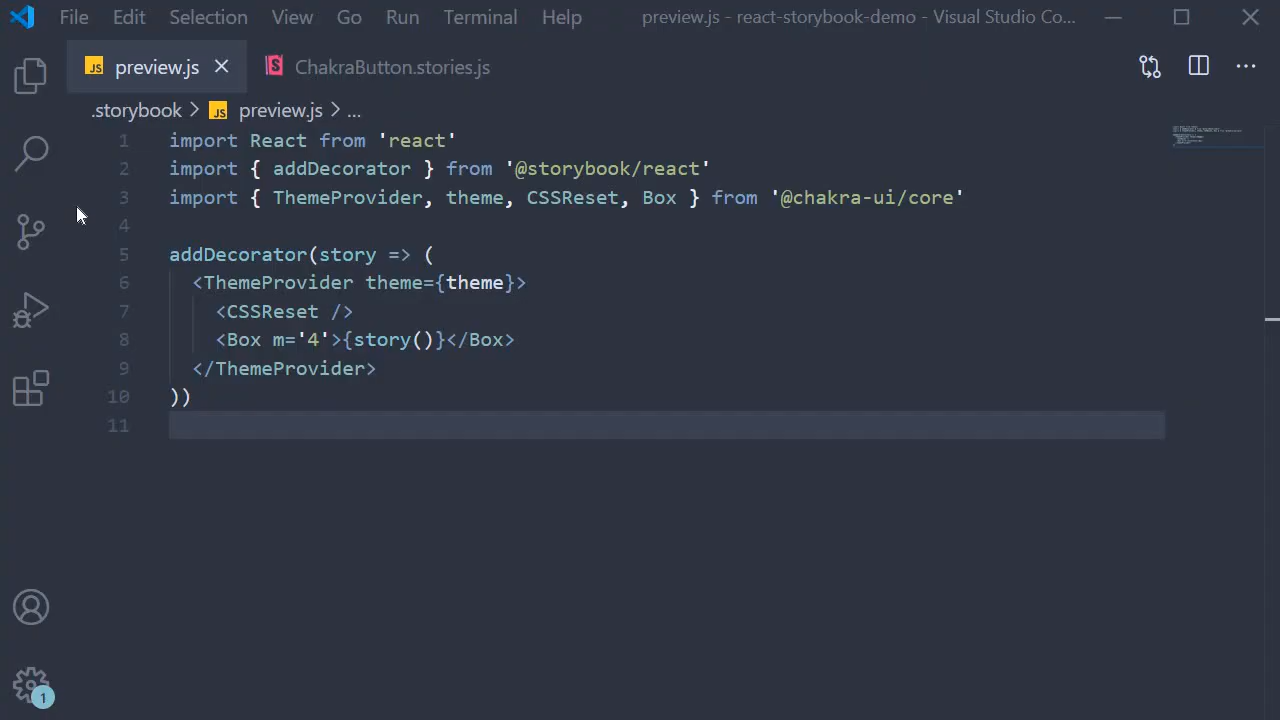 File Edit Selection View Go Run Terminal Help preview.js - react-storybook-demo - Visual Studio Co...
JS preview.js ChakraButton.stories.js
.storybook > JS preview.js > ...
1 import React from 'react'
2 import { addDecorator } from '@storybook/react'
3 import { ThemeProvider, theme, CSSReset, Box } from '@chakra-ui/core'
4
5 addDecorator(story => (
6 <ThemeProvider theme={theme}>
7 <CSSReset />
8 <Box m='4'>{story()}</Box>
9 </ThemeProvider>
10 ))
11
1